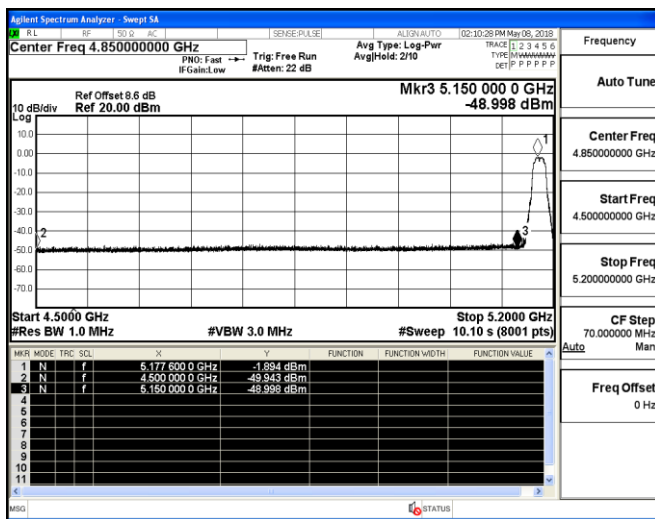 Agilent Spectrum Analyzer - Swept SA
LXI RL RF 50 Ω AC SENSE:PULSE ALIGN AUTO 02:10:28 PM May 08, 2018
Center Freq 4.850000000 GHz
PNO: Fast
IFGain:Low
Trig: Free Run
#Atten: 22 dB
Avg Type: Log-Pwr
Avg|Hold: 2/10
TRACE 1 2 3 4 5 6
TYPE MWWWWW
DET P P P P P P
Frequency
Ref Offset 8.6 dB
10 dB/div Ref 20.00 dBm
Log
Mkr3 5.150 000 0 GHz
-48.998 dBm
10.0
0.00
-10.0
-20.0
-30.0
-40.0
-50.0
-60.0
-70.0
1
2
3
Start 4.5000 GHz Stop 5.2000 GHz
#Res BW 1.0 MHz #VBW 3.0 MHz #Sweep 10.10 s (8001 pts)
MKR MODE TRC SCL X Y FUNCTION FUNCTION WIDTH FUNCTION VALUE
1 N f 5.177 600 0 GHz -1.894 dBm
2 N f 4.500 000 0 GHz -49.943 dBm
3 N f 5.150 000 0 GHz -48.998 dBm
4
5
6
7
8
9
10
11
MSG STATUS
Auto Tune
Center Freq
4.850000000 GHz
Start Freq
4.500000000 GHz
Stop Freq
5.200000000 GHz
CF Step
70.000000 MHz
Auto Man
Freq Offset
0 Hz